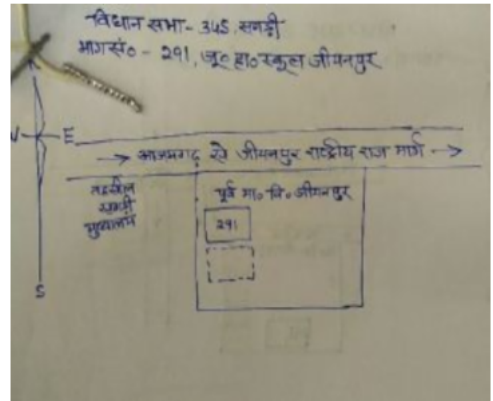 विधान सभा - 345, सगड़ी
भाग सं० - 291, जू० हा० स्कूल जीयनपुर
N
W E
→ आजमगढ़ से जीयनपुर राष्ट्रीय राज मार्ग →
तहसील
सगड़ी
मुख्यालय
पूर्व मा० वि० जीयनपुर
291
S